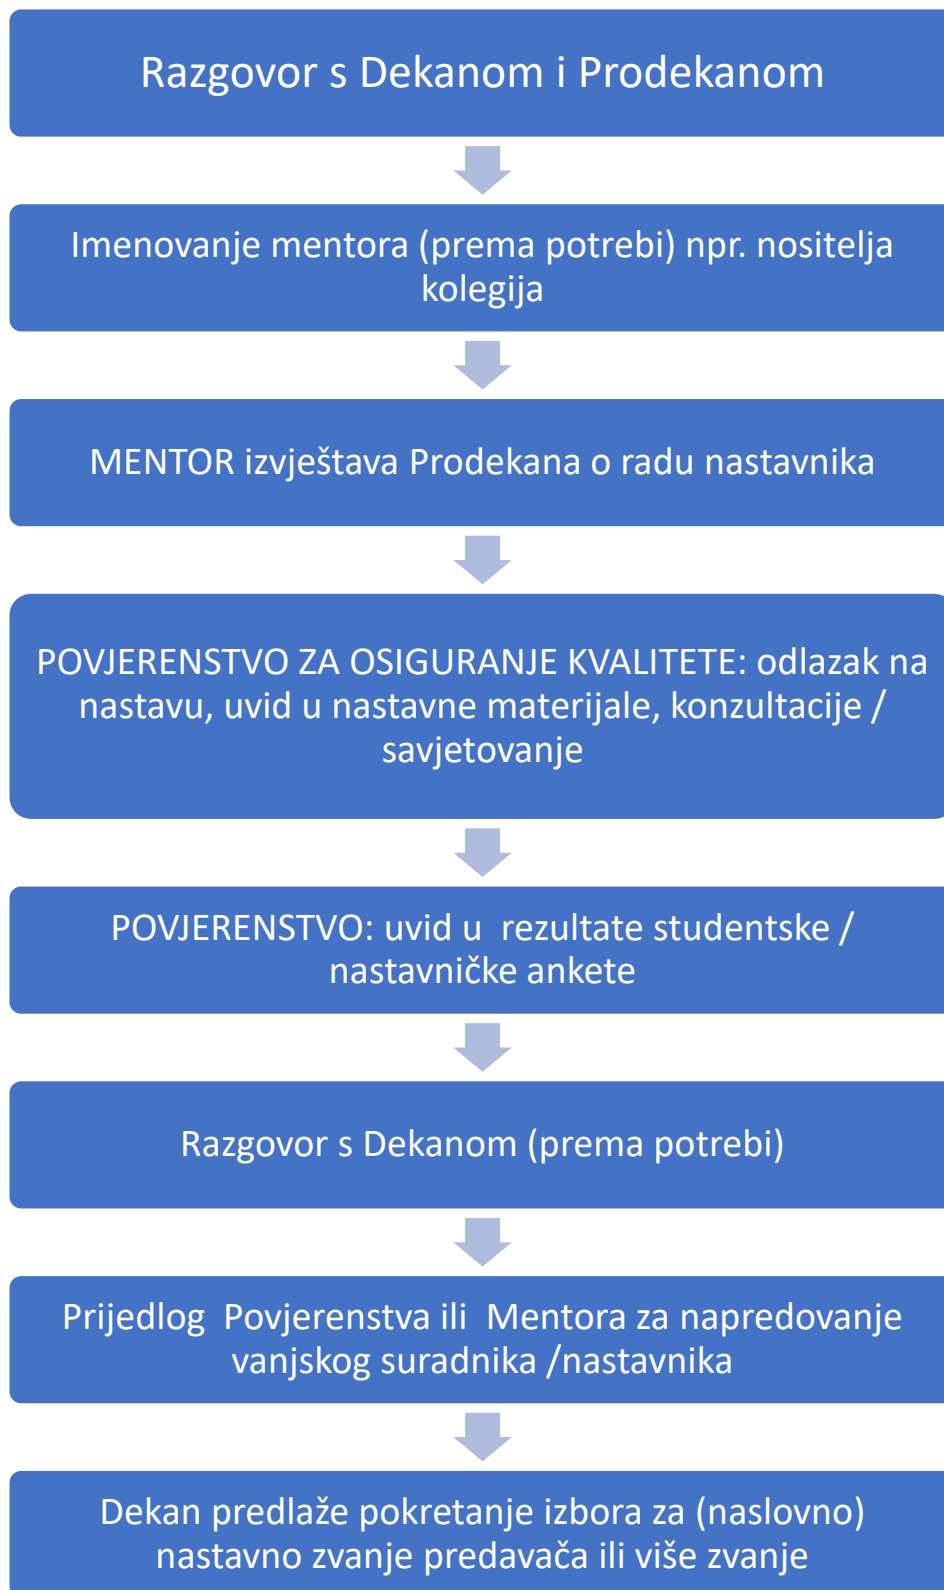 Razgovor s Dekanom i Prodekanom
Imenovanje mentora (prema potrebi) npr. nositelja
kolegija
MENTOR izvještava Prodekana o radu nastavnika
POVJERENSTVO ZA OSIGURANJE KVALITETE: odlazak na
nastavu, uvid u nastavne materijale, konzultacije /
savjetovanje
POVJERENSTVO: uvid u  rezultate studentske /
nastavničke ankete
Razgovor s Dekanom (prema potrebi)
Prijedlog  Povjerenstva ili  Mentora za napredovanje
vanjskog suradnika /nastavnika
Dekan predlaže pokretanje izbora za (naslovno)
nastavno zvanje predavača ili više zvanje